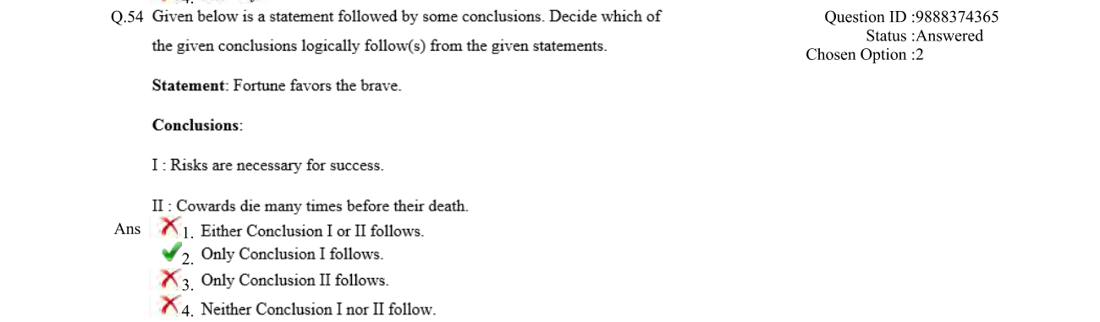 Q.54 Given below is a statement followed by some conclusions. Decide which of
the given conclusions logically follow(s) from the given statements.
Statement: Fortune favors the brave.
Conclusions:
I : Risks are necessary for success.
II : Cowards die many times before their death.
Ans 1. Either Conclusion I or II follows.
2. Only Conclusion I follows.
3. Only Conclusion II follows.
4. Neither Conclusion I nor II follow.
Question ID :9888374365
Status :Answered
Chosen Option :2